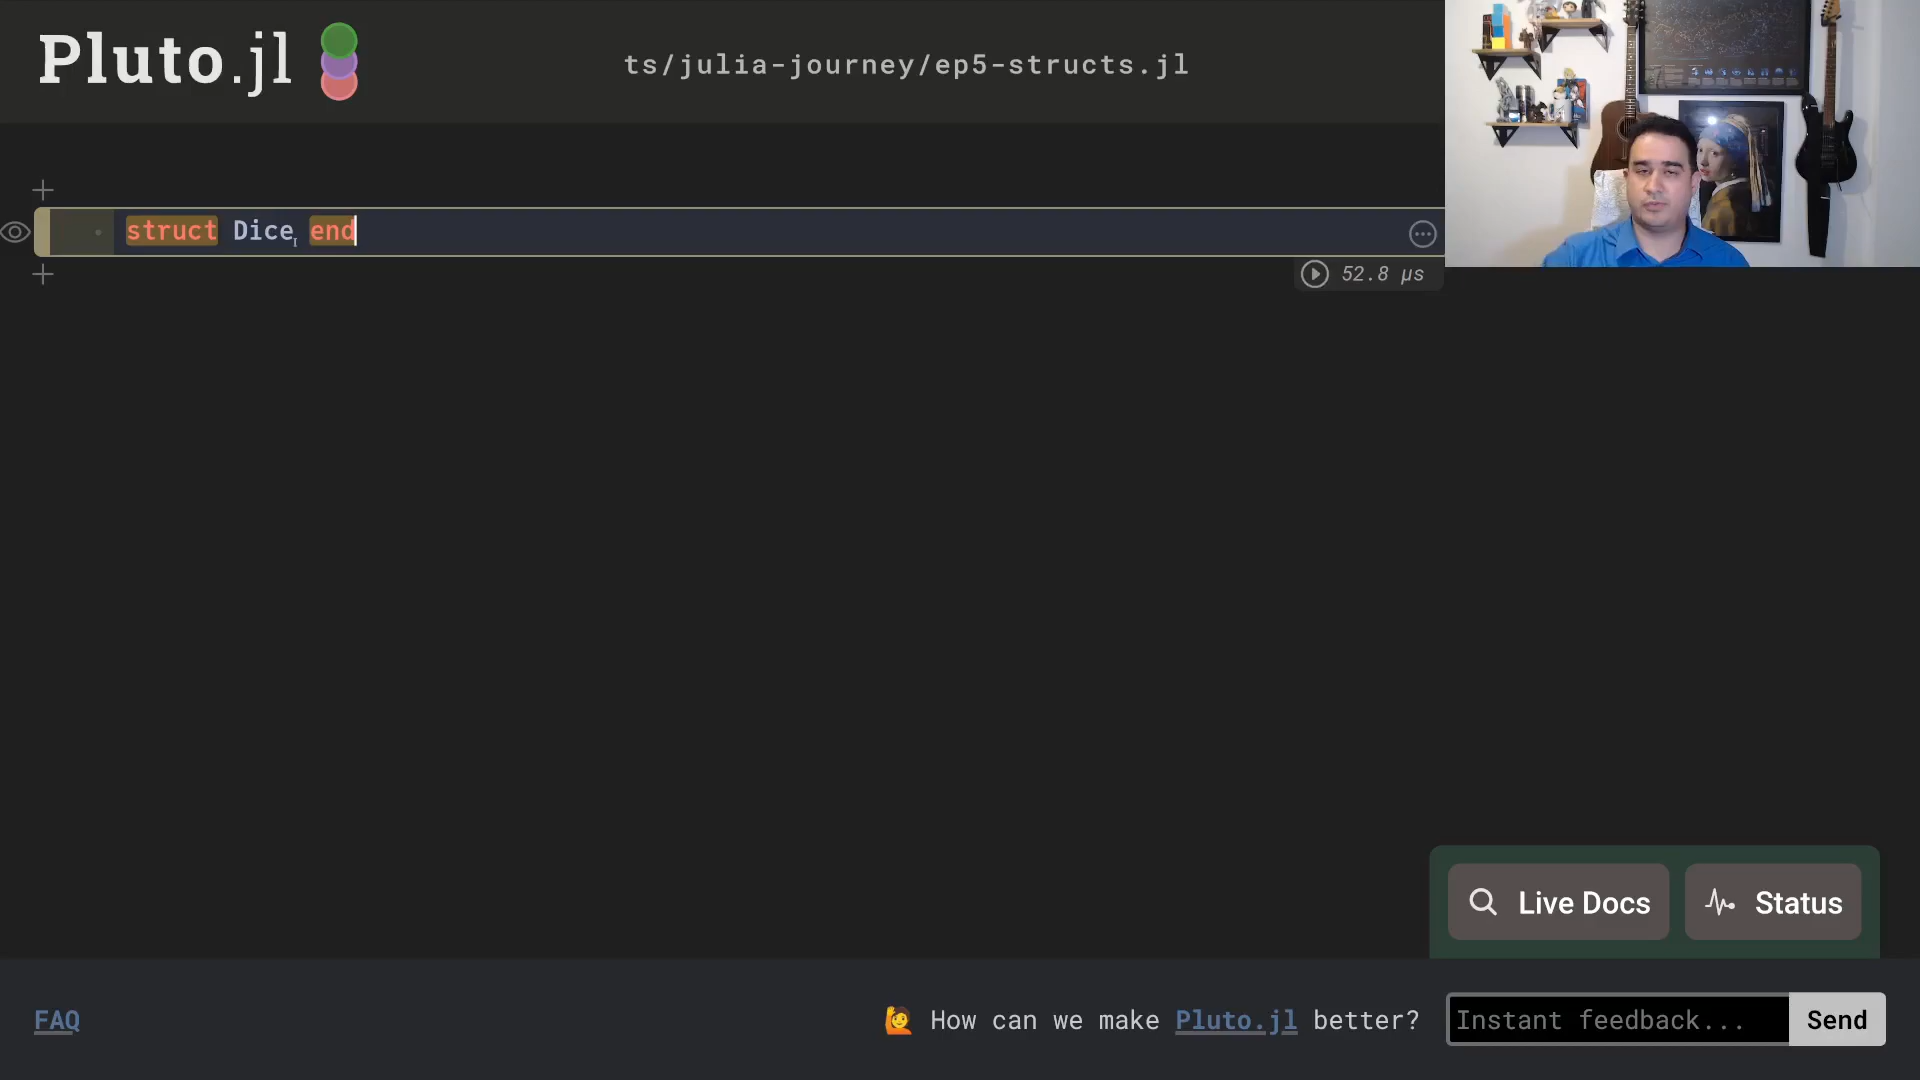 Pluto.jl
ts/julia-journey/ep5-structs.jl
struct Dice end
52.8 μs
Live Docs
Status
FAQ
🙋 How can we make Pluto.jl better?
Instant feedback...
Send